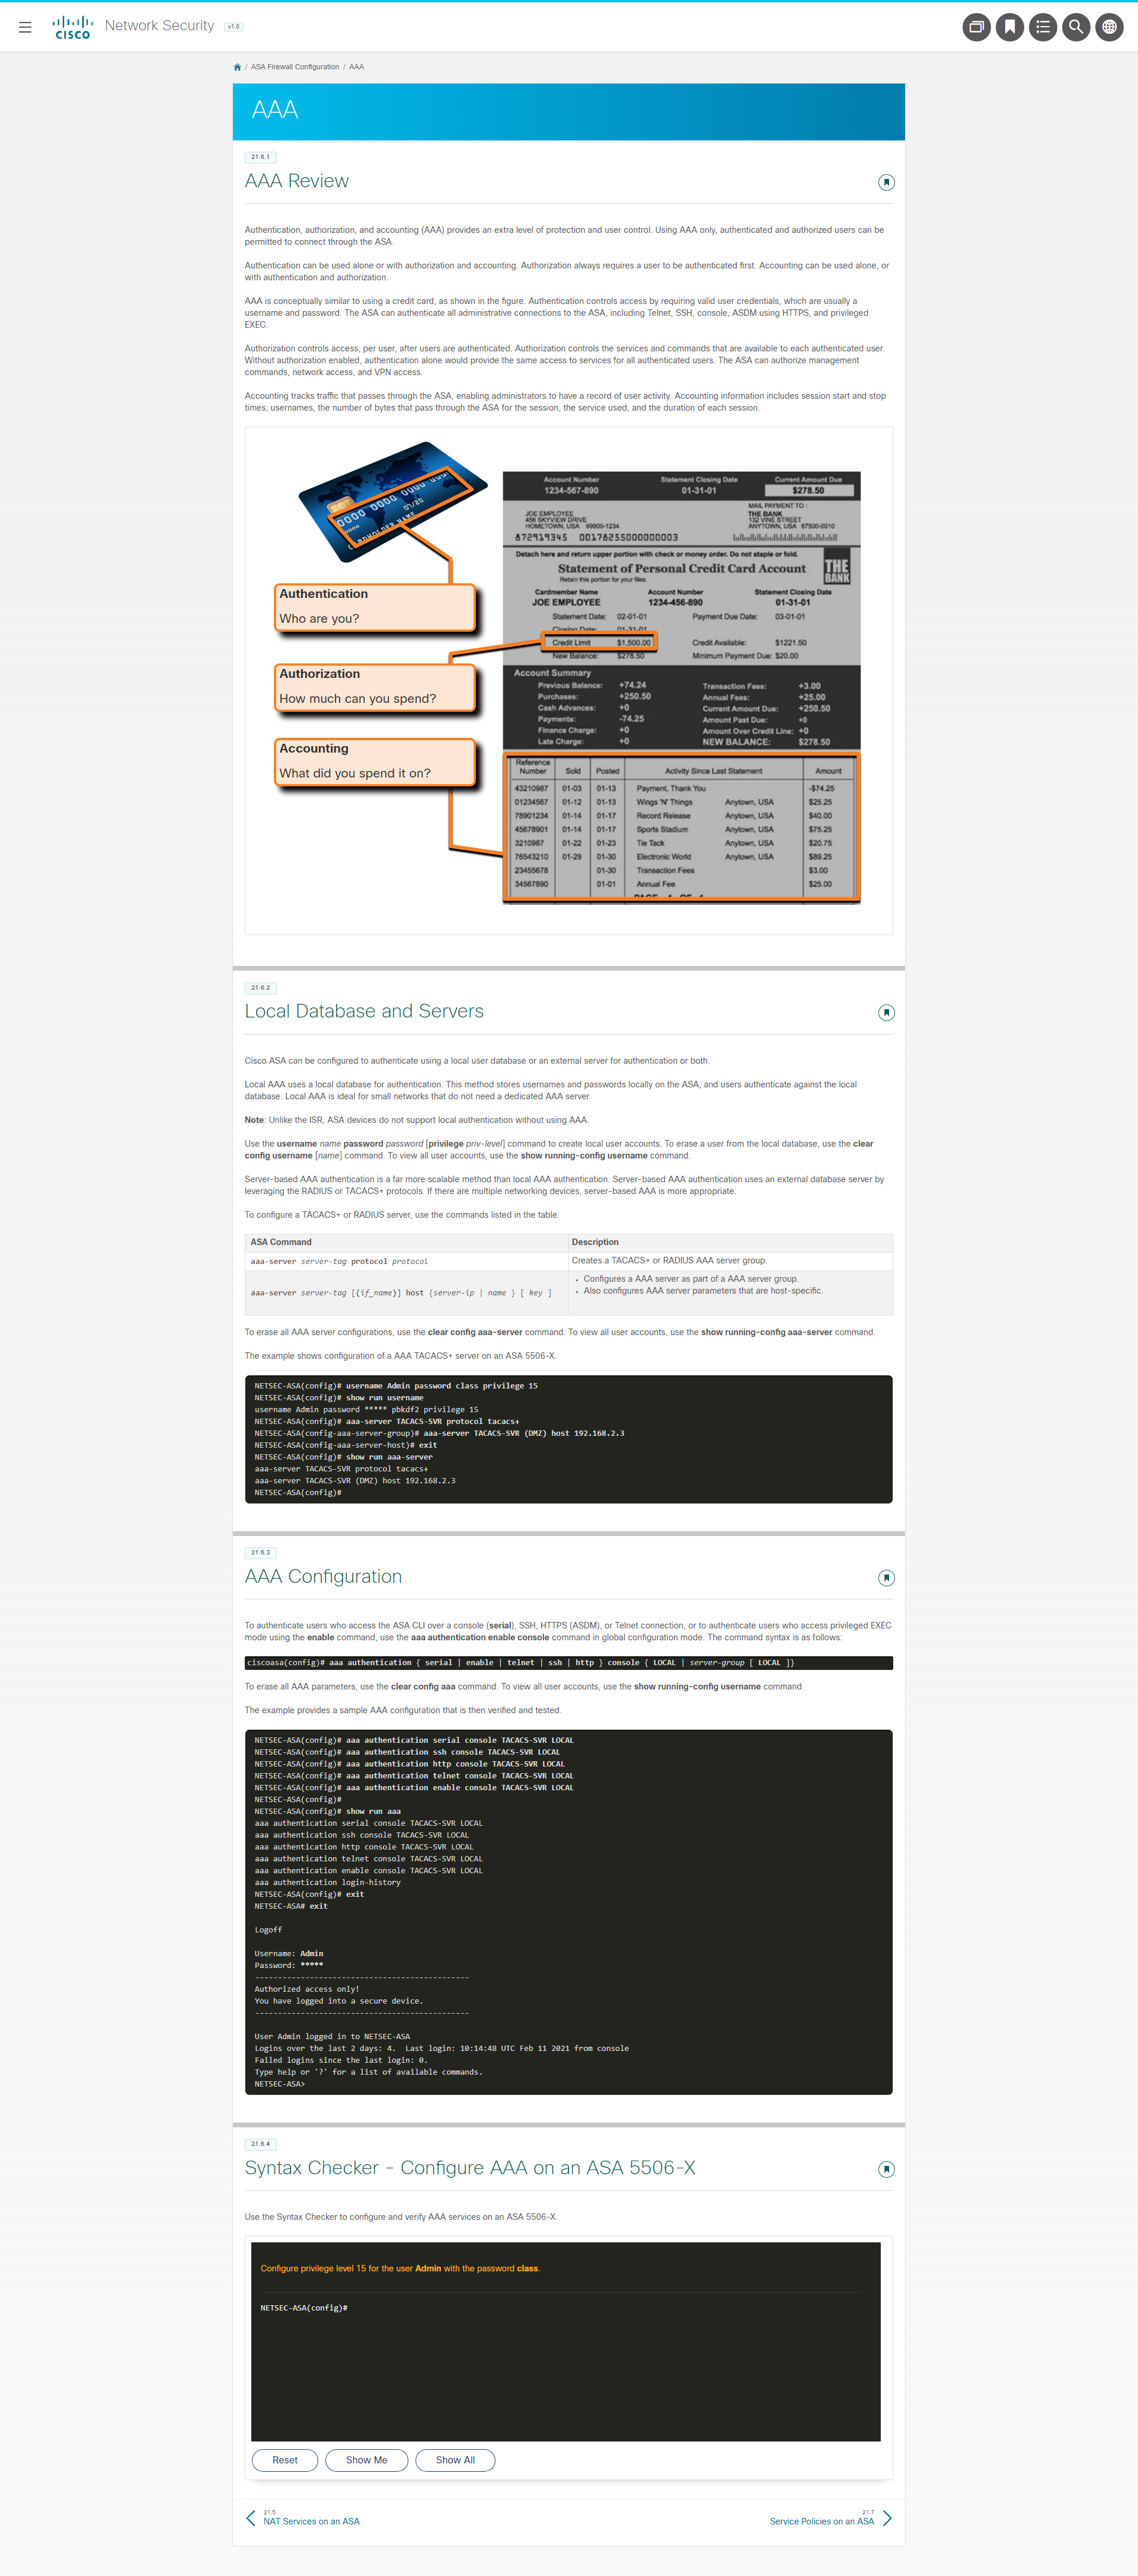 CISCO
Network Security v1.0
/ ASA Firewall Configuration / AAA
AAA
21.6.1
AAA Review
Authentication, authorization, and accounting (AAA) provides an extra level of protection and user control. Using AAA only, authenticated and authorized users can be
permitted to connect through the ASA.
Authentication can be used alone or with authorization and accounting. Authorization always requires a user to be authenticated first. Accounting can be used alone, or
with authentication and authorization.
AAA is conceptually similar to using a credit card, as shown in the figure. Authentication controls access by requiring valid user credentials, which are usually a
username and password. The ASA can authenticate all administrative connections to the ASA, including Telnet, SSH, console, ASDM using HTTPS, and privileged
EXEC.
Authorization controls access, per user, after users are authenticated. Authorization controls the services and commands that are available to each authenticated user.
Without authorization enabled, authentication alone would provide the same access to services for all authenticated users. The ASA can authorize management
commands, network access, and VPN access.
Accounting tracks traffic that passes through the ASA, enabling administrators to have a record of user activity. Accounting information includes session start and stop
times, usernames, the number of bytes that pass through the ASA for the session, the service used, and the duration of each session.
0000 0000 0000 000
0000 01/20
CARDHOLDER NAME
Authentication
Who are you?
Authorization
How much can you spend?
Accounting
What did you spend it on?
Account Number Statement Closing Date Current Amount Due
1234-567-890 01-31-01 $278.50
JOE EMPLOYEE
456 SKYVIEW DRIVE
HOMETOWN, USA 99900-1234
MAIL PAYMENT TO :
THE BANK
132 VINE STREET
ANYTOWN, USA 67500-0010
872919345 00178255000000003
Detach here and return upper portion with check or money order. Do not staple or fold.
Statement of Personal Credit Card Account
Retain this portion for your files.
THE BANK
Cardmember Name Account Number Statement Closing Date
JOE EMPLOYEE 1234-456-890 01-31-01
Statement Date: 02-01-01 Payment Due Date: 03-01-01
Closing Date: 01-31-01
Credit Limit $1,500.00 Credit Available: $1221.50
New Balance: $278.50 Minimum Payment Due: $20.00
Account Summary
Previous Balance: +74.24 Transaction Fees: +3.00
Purchases: +250.50 Annual Fees: +25.00
Cash Advances: +0 Current Amount Due: +250.50
Payments: -74.25 Amount Past Due: +0
Finance Charge: +0 Amount Over Credit Line: +0
Late Charge: +0 NEW BALANCE: $278.50
Reference Number Sold Posted Activity Since Last Statement Amount
43210987 01-03 01-13 Payment, Thank You -$74.25
01234567 01-12 01-13 Wings 'N' Things Anytown, USA $25.25
78901234 01-14 01-17 Record Release Anytown, USA $40.00
45678901 01-14 01-17 Sports Stadium Anytown, USA $75.25
3210987 01-22 01-23 Tie Tack Anytown, USA $20.75
76543210 01-29 01-30 Electronic World Anytown, USA $89.25
23455678 01-30 Transaction Fees $3.00
34567890 01-01 Annual Fee $25.00
21.6.2
Local Database and Servers
Cisco ASA can be configured to authenticate using a local user database or an external server for authentication or both.
Local AAA uses a local database for authentication. This method stores usernames and passwords locally on the ASA, and users authenticate against the local
database. Local AAA is ideal for small networks that do not need a dedicated AAA server.
Note: Unlike the ISR, ASA devices do not support local authentication without using AAA.
Use the username name password password [privilege priv-level] command to create local user accounts. To erase a user from the local database, use the clear
config username [name] command. To view all user accounts, use the show running-config username command.
Server-based AAA authentication is a far more scalable method than local AAA authentication. Server-based AAA authentication uses an external database server by
leveraging the RADIUS or TACACS+ protocols. If there are multiple networking devices, server-based AAA is more appropriate.
To configure a TACACS+ or RADIUS server, use the commands listed in the table.
ASA Command Description
aaa-server server-tag protocol protocol Creates a TACACS+ or RADIUS AAA server group.
aaa-server server-tag [(if_name)] host {server-ip | name } [ key ]
• Configures a AAA server as part of a AAA server group.
• Also configures AAA server parameters that are host-specific.
To erase all AAA server configurations, use the clear config aaa-server command. To view all user accounts, use the show running-config aaa-server command.
The example shows configuration of a AAA TACACS+ server on an ASA 5506-X.
NETSEC-ASA(config)# username Admin password class privilege 15
NETSEC-ASA(config)# show run username
username Admin password ***** pbkdf2 privilege 15
NETSEC-ASA(config)# aaa-server TACACS-SVR protocol tacacs+
NETSEC-ASA(config-aaa-server-group)# aaa-server TACACS-SVR (DMZ) host 192.168.2.3
NETSEC-ASA(config-aaa-server-host)# exit
NETSEC-ASA(config)# show run aaa-server
aaa-server TACACS-SVR protocol tacacs+
aaa-server TACACS-SVR (DMZ) host 192.168.2.3
NETSEC-ASA(config)#
21.6.3
AAA Configuration
To authenticate users who access the ASA CLI over a console (serial), SSH, HTTPS (ASDM), or Telnet connection, or to authenticate users who access privileged EXEC
mode using the enable command, use the aaa authentication enable console command in global configuration mode. The command syntax is as follows:
ciscoasa(config)# aaa authentication { serial | enable | telnet | ssh | http } console { LOCAL | server-group [ LOCAL ]}
To erase all AAA parameters, use the clear config aaa command. To view all user accounts, use the show running-config username command.
The example provides a sample AAA configuration that is then verified and tested.
NETSEC-ASA(config)# aaa authentication serial console TACACS-SVR LOCAL
NETSEC-ASA(config)# aaa authentication ssh console TACACS-SVR LOCAL
NETSEC-ASA(config)# aaa authentication http console TACACS-SVR LOCAL
NETSEC-ASA(config)# aaa authentication telnet console TACACS-SVR LOCAL
NETSEC-ASA(config)# aaa authentication enable console TACACS-SVR LOCAL
NETSEC-ASA(config)#
NETSEC-ASA(config)# show run aaa
aaa authentication serial console TACACS-SVR LOCAL
aaa authentication ssh console TACACS-SVR LOCAL
aaa authentication http console TACACS-SVR LOCAL
aaa authentication telnet console TACACS-SVR LOCAL
aaa authentication enable console TACACS-SVR LOCAL
aaa authentication login-history
NETSEC-ASA(config)# exit
NETSEC-ASA# exit
Logoff
Username: Admin
Password: *****
-----------------------------------------------
Authorized access only!
You have logged into a secure device.
-----------------------------------------------
User Admin logged in to NETSEC-ASA
Logins over the last 2 days: 4.  Last login: 10:14:48 UTC Feb 11 2021 from console
Failed logins since the last login: 0.
Type help or '?' for a list of available commands.
NETSEC-ASA>
21.6.4
Syntax Checker - Configure AAA on an ASA 5506-X
Use the Syntax Checker to configure and verify AAA services on an ASA 5506-X.
Configure privilege level 15 for the user Admin with the password class.
NETSEC-ASA(config)#
Reset Show Me Show All
21.5
NAT Services on an ASA
21.7
Service Policies on an ASA